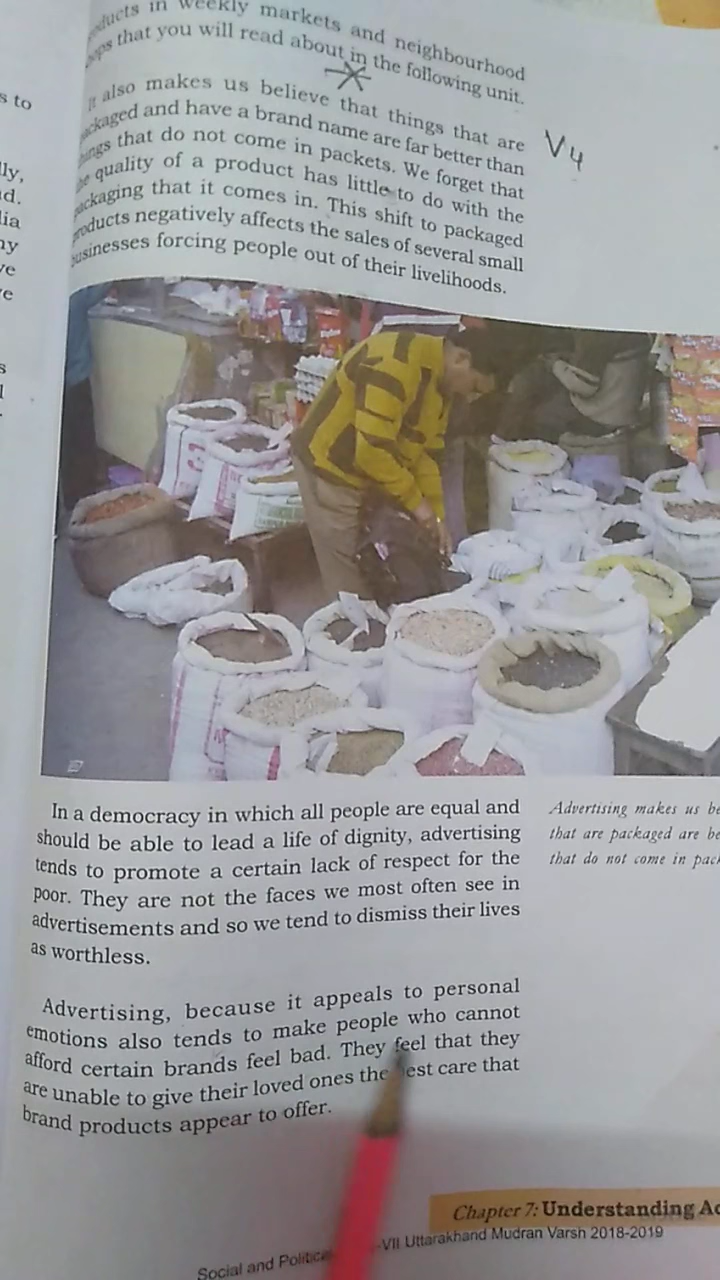 in weekly markets and neighbourhood
that you will read about in the following unit.
It also makes us believe that things that are
and have a brand name are far better than
that do not come in packets. We forget that
quality of a product has little to do with the
that it comes in. This shift to packaged
negatively affects the sales of several small
forcing people out of their livelihoods.
V4
In a democracy in which all people are equal and
should be able to lead a life of dignity, advertising
tends to promote a certain lack of respect for the
poor. They are not the faces we most often see in
advertisements and so we tend to dismiss their lives
as worthless.
Advertising makes us
that are packaged are
that do not come in
Advertising, because it appeals to personal
emotions also tends to make people who cannot
afford certain brands feel bad. They feel that they
are unable to give their loved ones the best care that
brand products appear to offer.
Chapter 7: Understanding
Social and -VII Uttarakhand Mudran Varsh 2018-2019
s to